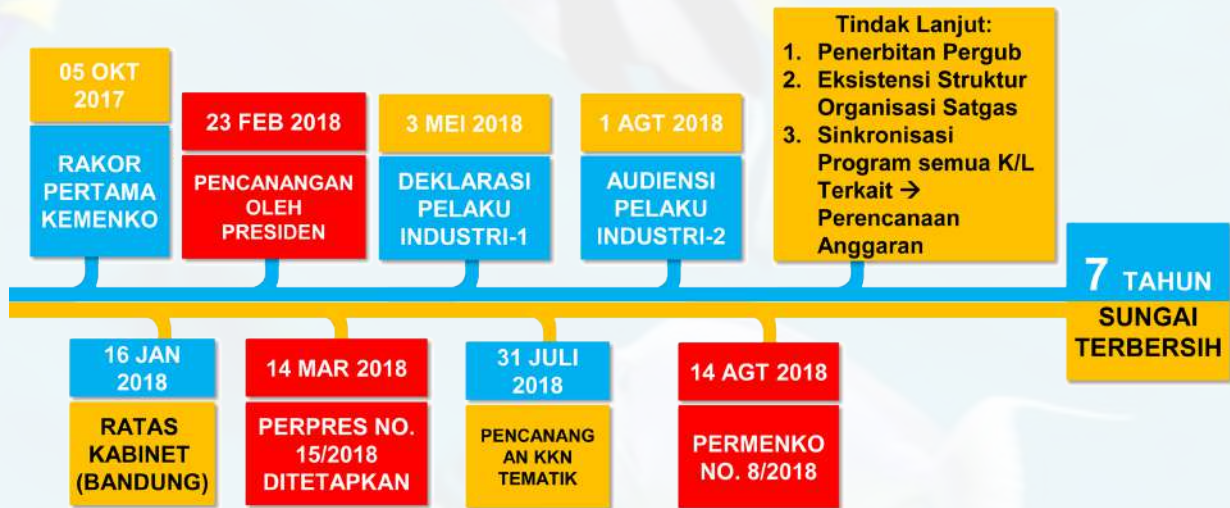 05 OKT
2017
RAKOR
PERTAMA
KEMENKO
23 FEB 2018
PENCANANGAN
OLEH
PRESIDEN
3 MEI 2018
DEKLARASI
PELAKU
INDUSTRI-1
1 AGT 2018
AUDIENSI
PELAKU
INDUSTRI-2
Tindak Lanjut:
1. Penerbitan Pergub
2. Eksistensi Struktur
Organisasi Satgas
3. Sinkronisasi
Program semua K/L
Terkait →
Perencanaan
Anggaran
7 TAHUN
SUNGAI
TERBERSIH
16 JAN
2018
RATAS
KABINET
(BANDUNG)
14 MAR 2018
PERPRES NO.
15/2018
DITETAPKAN
31 JULI
2018
PENCANANG
AN KKN
TEMATIK
14 AGT 2018
PERMENKO
NO. 8/2018